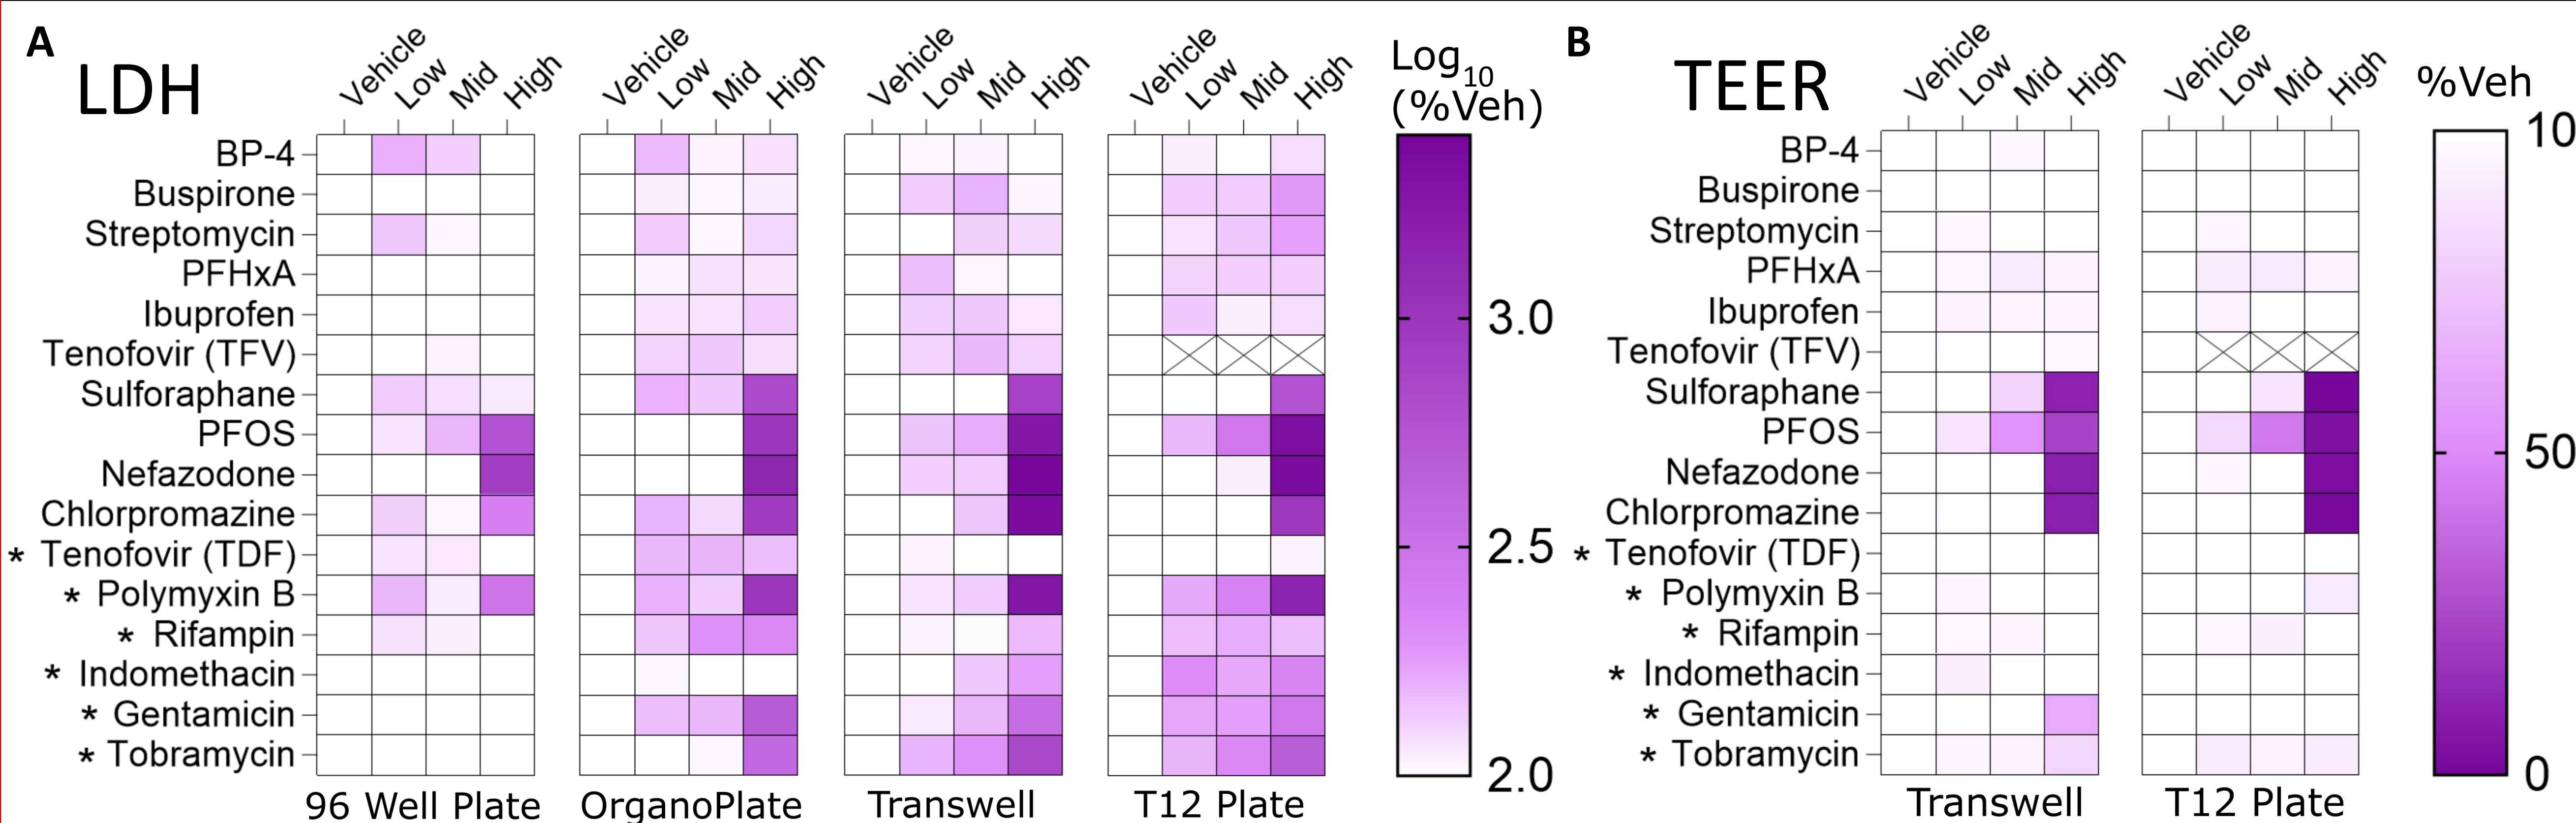 A
LDH
Vehicle Low Mid High
Vehicle Low Mid High
Vehicle Low Mid High
Vehicle Low Mid High
Log10
(%Veh)
BP-4
Buspirone
Streptomycin
PFHxA
Ibuprofen
Tenofovir (TFV)
Sulforaphane
PFOS
Nefazodone
Chlorpromazine
* Tenofovir (TDF)
* Polymyxin B
* Rifampin
* Indomethacin
* Gentamicin
* Tobramycin
96 Well Plate
OrganoPlate
Transwell
T12 Plate
3.0
2.5
2.0
B
TEER
Vehicle Low Mid High
Vehicle Low Mid High
%Veh
BP-4
Buspirone
Streptomycin
PFHxA
Ibuprofen
Tenofovir (TFV)
Sulforaphane
PFOS
Nefazodone
Chlorpromazine
* Tenofovir (TDF)
* Polymyxin B
* Rifampin
* Indomethacin
* Gentamicin
* Tobramycin
Transwell
T12 Plate
10
50
0